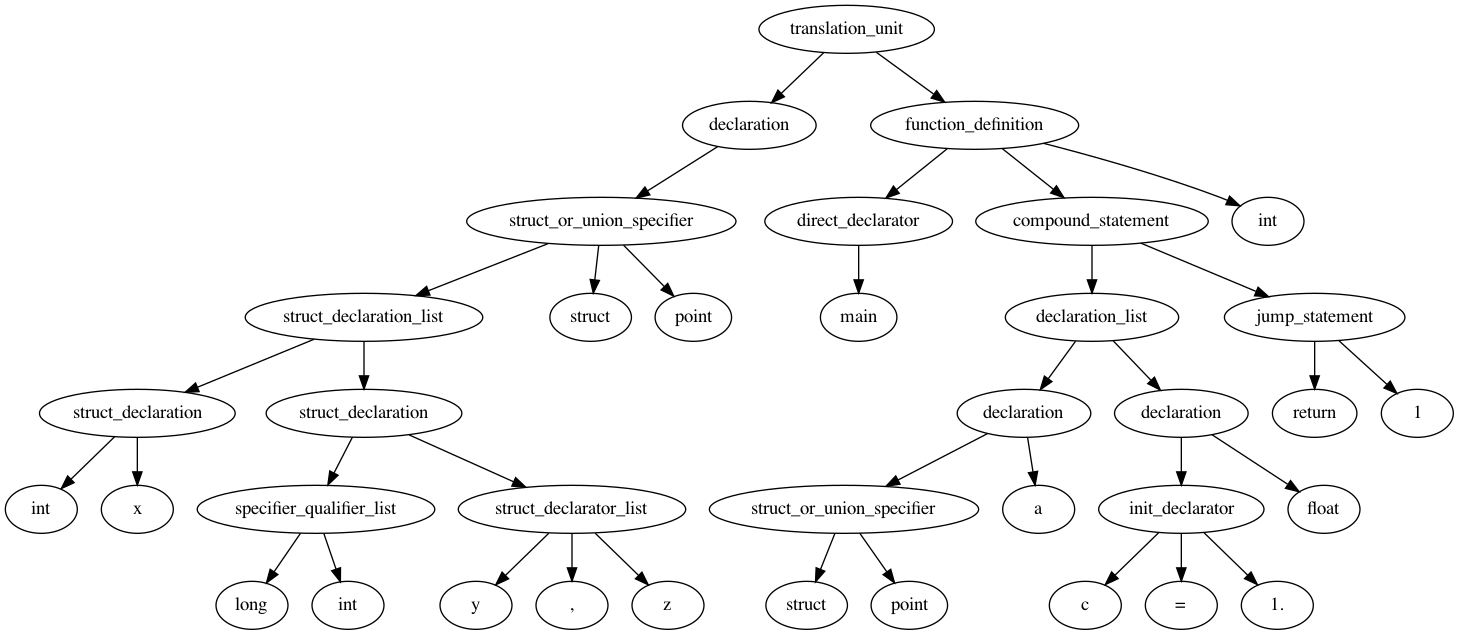 translation_unit
declaration
function_definition
struct_or_union_specifier
direct_declarator
compound_statement
int
struct_declaration_list
struct
point
main
declaration_list
jump_statement
struct_declaration
struct_declaration
declaration
declaration
return
1
int
x
specifier_qualifier_list
struct_declarator_list
struct_or_union_specifier
a
init_declarator
float
long
int
y
,
z
struct
point
c
=
1.